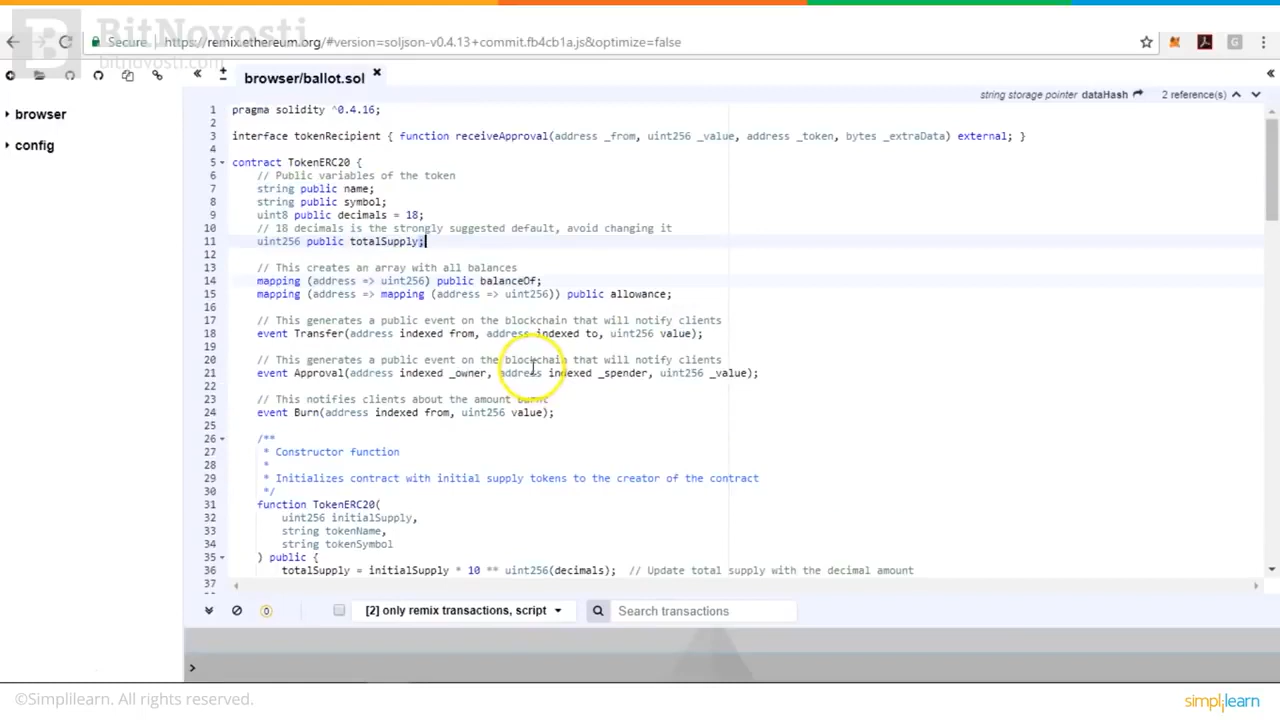 BitNovosti
bitnovosti.com
Secure https://remix.ethereum.org/#version=soljson-v0.4.13+commit.fb4cb1a.js&optimize=false
browser/ballot.sol
string storage pointer dataHash 2 reference(s)
browser
config
1 pragma solidity ^0.4.16;
2
3 interface tokenRecipient { function receiveApproval(address _from, uint256 _value, address _token, bytes _extraData) external; }
4
5 contract TokenERC20 {
6 // Public variables of the token
7 string public name;
8 string public symbol;
9 uint8 public decimals = 18;
10 // 18 decimals is the strongly suggested default, avoid changing it
11 uint256 public totalSupply;
12
13 // This creates an array with all balances
14 mapping (address => uint256) public balanceOf;
15 mapping (address => mapping (address => uint256)) public allowance;
16
17 // This generates a public event on the blockchain that will notify clients
18 event Transfer(address indexed from, address indexed to, uint256 value);
19
20 // This generates a public event on the blockchain that will notify clients
21 event Approval(address indexed _owner, address indexed _spender, uint256 _value);
22
23 // This notifies clients about the amount burnt
24 event Burn(address indexed from, uint256 value);
25
26 /**
27 * Constructor function
28 *
29 * Initializes contract with initial supply tokens to the creator of the contract
30 */
31 function TokenERC20(
32 uint256 initialSupply,
33 string tokenName,
34 string tokenSymbol
35 ) public {
36 totalSupply = initialSupply * 10 ** uint256(decimals); // Update total supply with the decimal amount
37
0
[2] only remix transactions, script
Search transactions
>
©Simplilearn. All rights reserved.
simplilearn